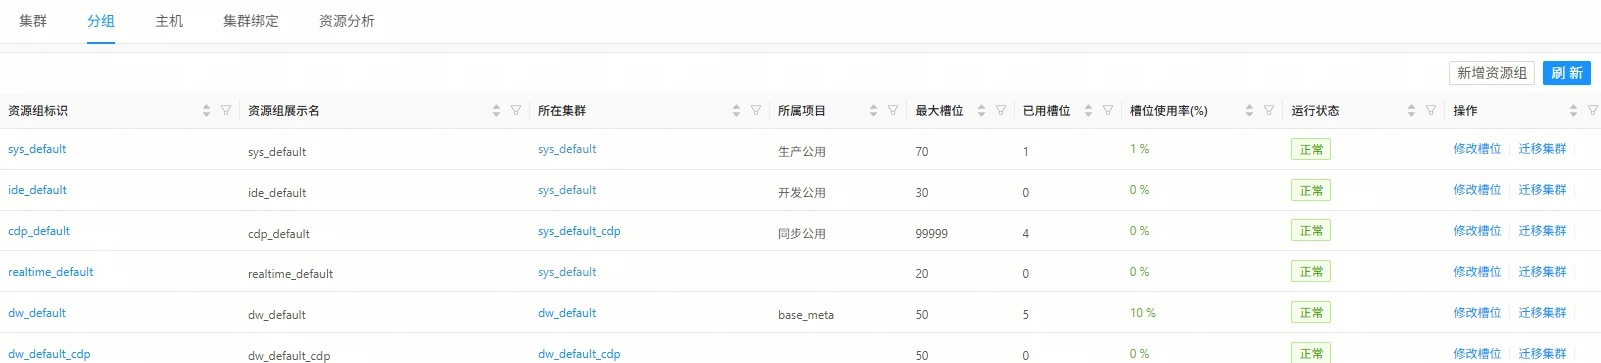 集群 分组 主机 集群绑定 资源分析
新增资源组 刷 新
资源组标识 资源组展示名 所在集群 所属项目 最大槽位 已用槽位 槽位使用率(%) 运行状态 操作
sys_default sys_default sys_default 生产公用 70 1 1 % 正常 修改槽位 迁移集群
ide_default ide_default sys_default 开发公用 30 0 0 % 正常 修改槽位 迁移集群
cdp_default cdp_default sys_default_cdp 同步公用 99999 4 0 % 正常 修改槽位 迁移集群
realtime_default realtime_default sys_default 20 0 0 % 正常 修改槽位 迁移集群
dw_default dw_default dw_default base_meta 50 5 10 % 正常 修改槽位 迁移集群
dw_default_cdp dw_default_cdp dw_default_cdp 50 0 0 % 正常 修改槽位 迁移集群